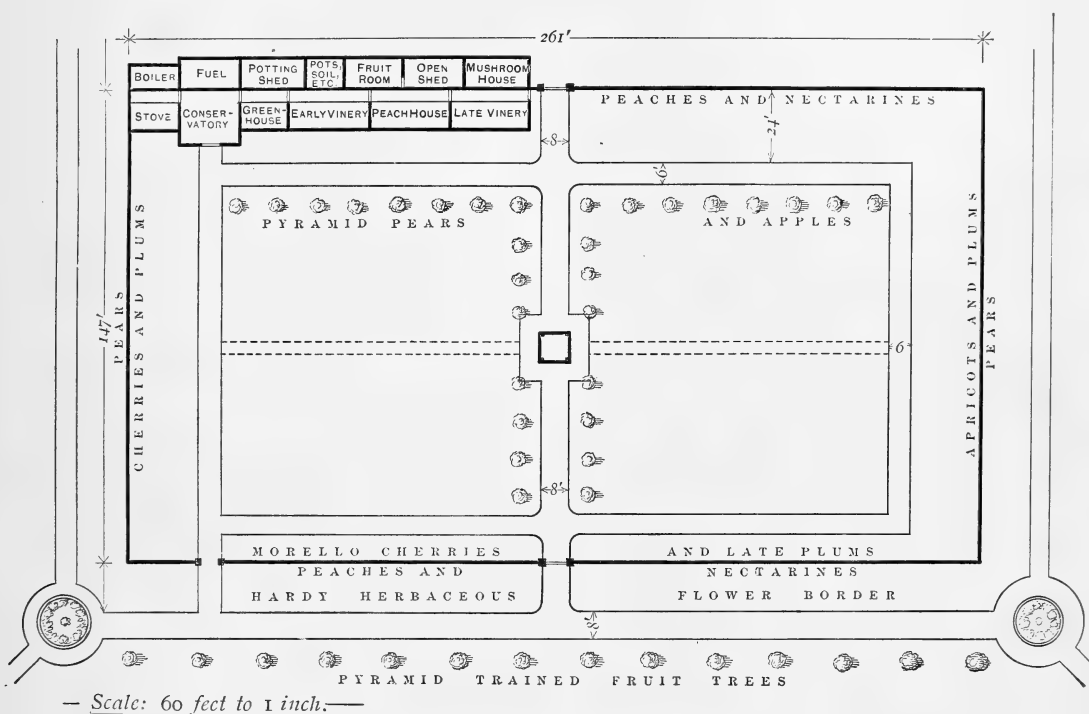 261'
BOILER
FUEL
POTTING
SHED
POTS,
SOIL,
ETC
FRUIT
ROOM
OPEN
SHED
MUSHROOM
HOUSE
STOVE
CONSER-
VATORY
GREEN-
HOUSE
EARLY VINERY
PEACH HOUSE
LATE VINERY
PEACHES AND NECTARINES
8
24'
6'
PYRAMID PEARS
AND APPLES
147'
PEARS
CHERRIES AND PLUMS
6
APRICOTS AND PLUMS
PEARS
8'
MORELLO CHERRIES
AND LATE PLUMS
PEACHES AND
NECTARINES
HARDY HERBACEOUS
FLOWER BORDER
8'
PYRAMID TRAINED FRUIT TREES
— Scale: 60 feet to 1 inch.—